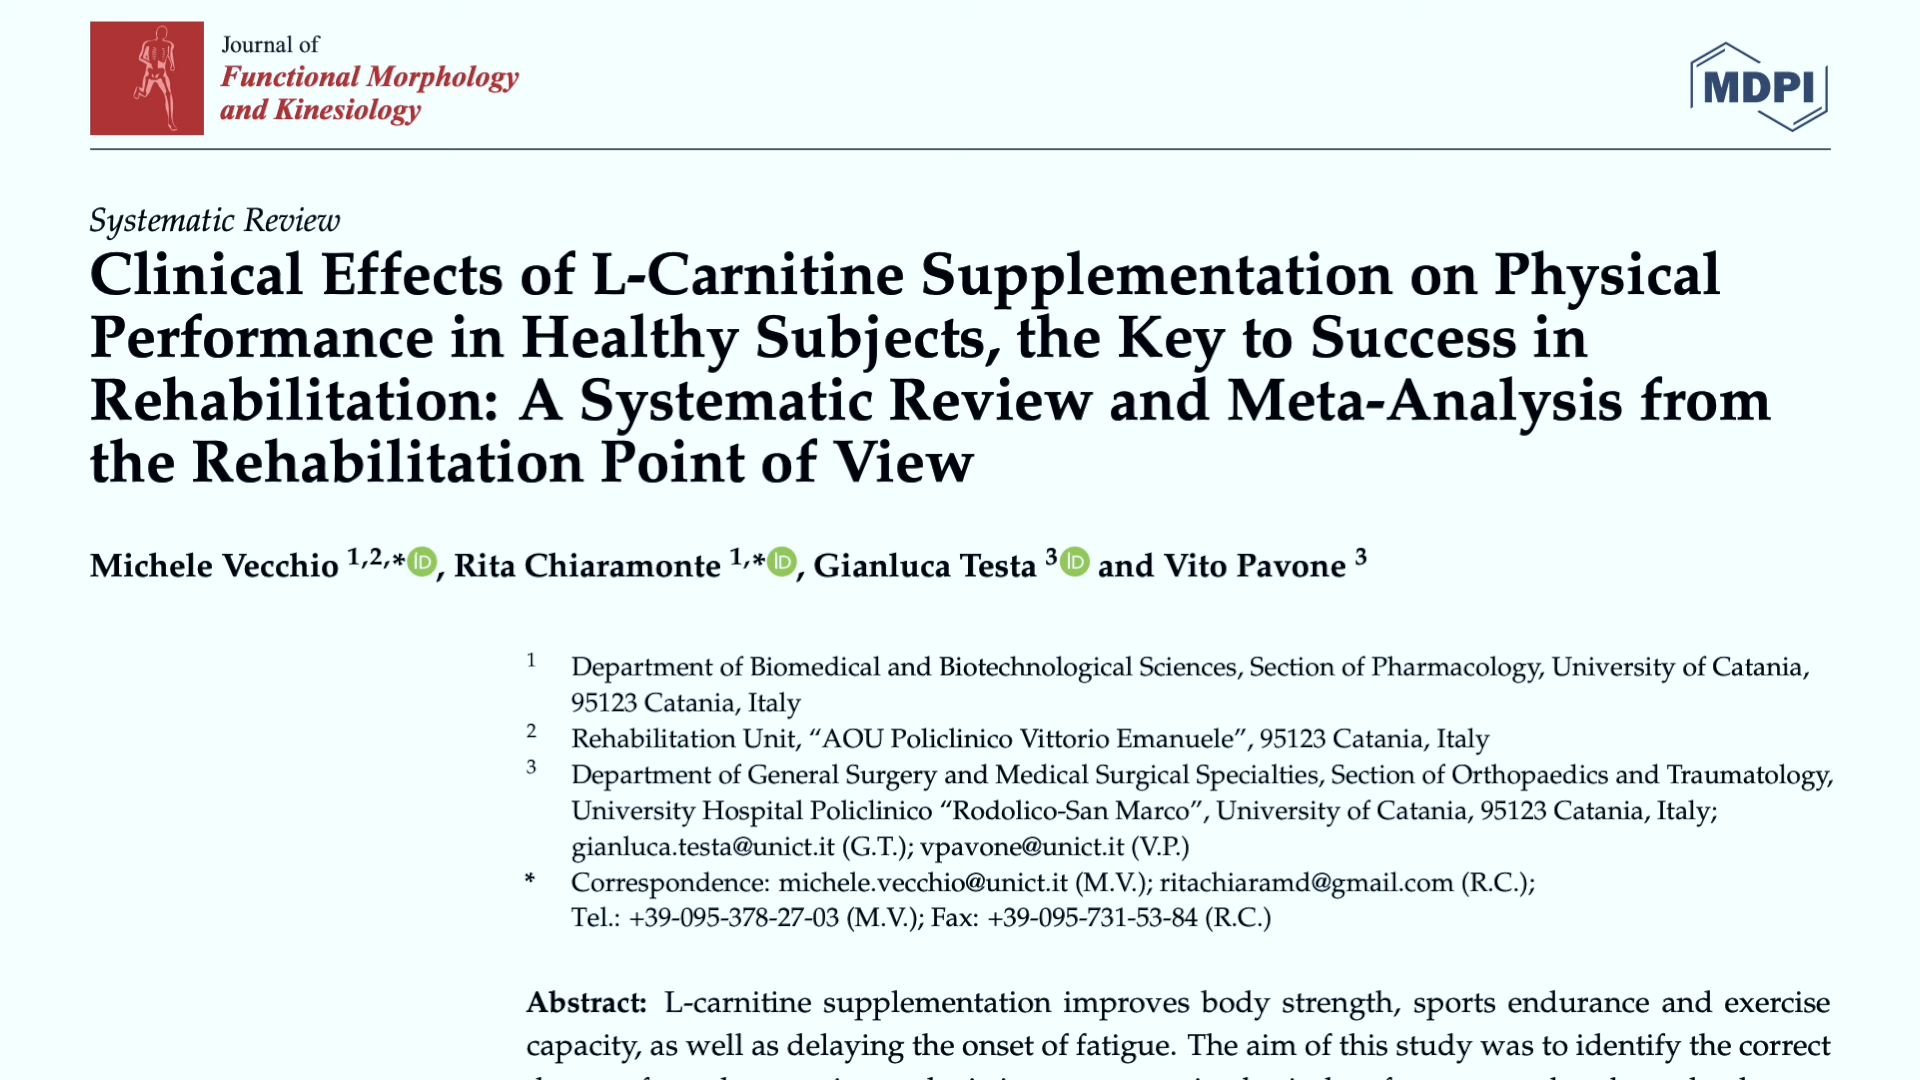 Journal of
Functional Morphology
and Kinesiology
MDPI
Systematic Review
Clinical Effects of L-Carnitine Supplementation on Physical
Performance in Healthy Subjects, the Key to Success in
Rehabilitation: A Systematic Review and Meta-Analysis from
the Rehabilitation Point of View
Michele Vecchio 1,2,* iD, Rita Chiaramonte 1,* iD, Gianluca Testa 3 iD and Vito Pavone 3
1 Department of Biomedical and Biotechnological Sciences, Section of Pharmacology, University of Catania,
95123 Catania, Italy
2 Rehabilitation Unit, “AOU Policlinico Vittorio Emanuele”, 95123 Catania, Italy
3 Department of General Surgery and Medical Surgical Specialties, Section of Orthopaedics and Traumatology,
University Hospital Policlinico “Rodolico-San Marco”, University of Catania, 95123 Catania, Italy;
gianluca.testa@unict.it (G.T.); vpavone@unict.it (V.P.)
* Correspondence: michele.vecchio@unict.it (M.V.); ritachiaramd@gmail.com (R.C.);
Tel.: +39-095-378-27-03 (M.V.); Fax: +39-095-731-53-84 (R.C.)
Abstract: L-carnitine supplementation improves body strength, sports endurance and exercise
capacity, as well as delaying the onset of fatigue. The aim of this study was to identify the correct